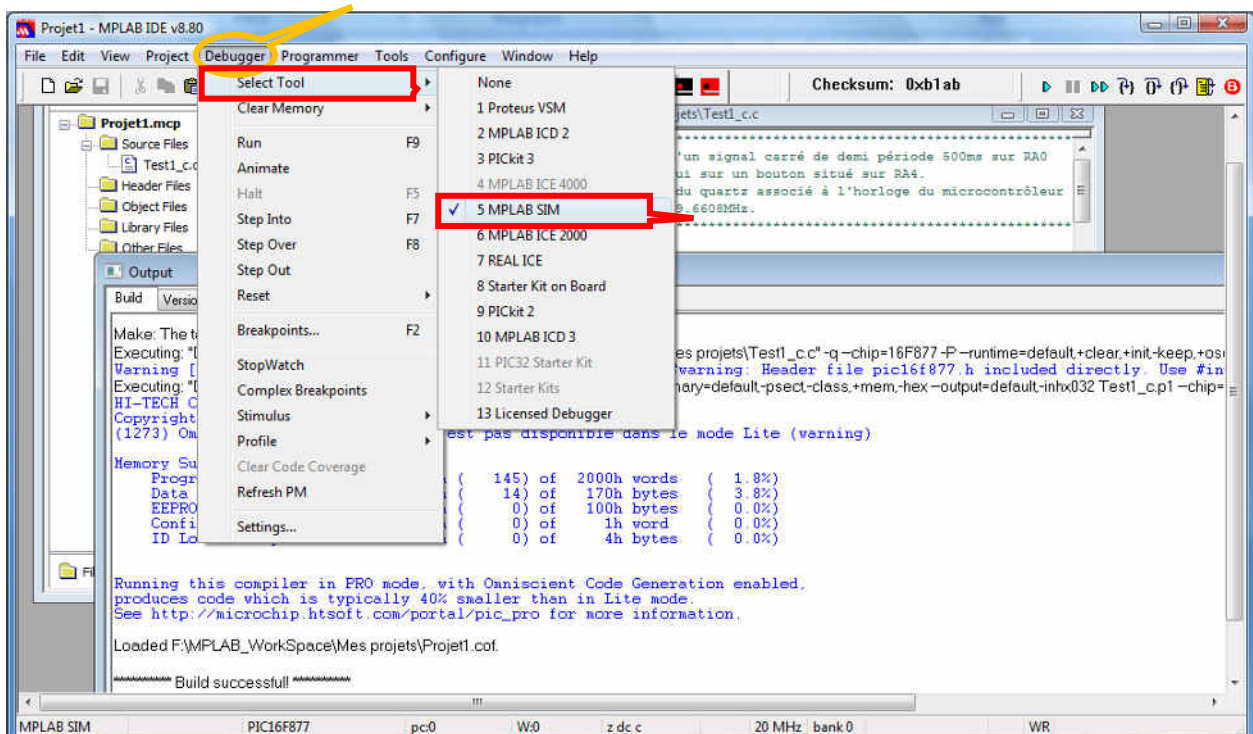 Projet1 - MPLAB IDE v8.80
File Edit View Project Debugger Programmer Tools Configure Window Help
Checksum: 0xb1ab
Select Tool
Clear Memory
Run F9
Animate
Halt F5
Step Into F7
Step Over F8
Step Out
Reset
Breakpoints... F2
StopWatch
Complex Breakpoints
Stimulus
Profile
Clear Code Coverage
Refresh PM
Settings...
None
1 Proteus VSM
2 MPLAB ICD 2
3 PICkit 3
4 MPLAB ICE 4000
✓ 5 MPLAB SIM
6 MPLAB ICE 2000
7 REAL ICE
8 Starter Kit on Board
9 PICkit 2
10 MPLAB ICD 3
11 PIC32 Starter Kit
12 Starter Kits
13 Licensed Debugger
Projet1.mcp
Source Files
Test1_c.c
Header Files
Object Files
Library Files
Other Files
jets\Test1_c.c
*****
'un signal carré de demi période 500ms sur RA0
ui sur un bouton situé sur RA4.
du quartz associé à l'horloge du microcontrôleur
9.6608MHz.
*****
Output
Build Versio
Make: The t
Executing: "D es projets\Test1_c.c" -q --chip=16F877 -P --runtime=default,+clear,+init,-keep,+os
Warning [ warning: Header file pic16f877.h included directly. Use #in
Executing: "D mary=default,-psect,-class,+mem,-hex --output=default,-inhx032 Test1_c.p1 --chip=
HI-TECH C
Copyright
(1273) Om est pas disponible dans le mode Lite (warning)
Memory Su
Progr ( 145) of 2000h words ( 1.8%)
Data ( 14) of 170h bytes ( 3.8%)
EEPRO ( 0) of 100h bytes ( 0.0%)
Confi ( 0) of 1h word ( 0.0%)
ID Lo ( 0) of 4h bytes ( 0.0%)
Running this compiler in PRO mode, with Omniscient Code Generation enabled,
produces code which is typically 40% smaller than in Lite mode.
See http://microchip.htsoft.com/portal/pic_pro for more information.
Loaded F:\MPLAB_WorkSpace\Mes projets\Projet1.cof.
********** Build successful! **********
Fi
MPLAB SIM PIC16F877 pc:0 W:0 z dc c 20 MHz bank 0 WR